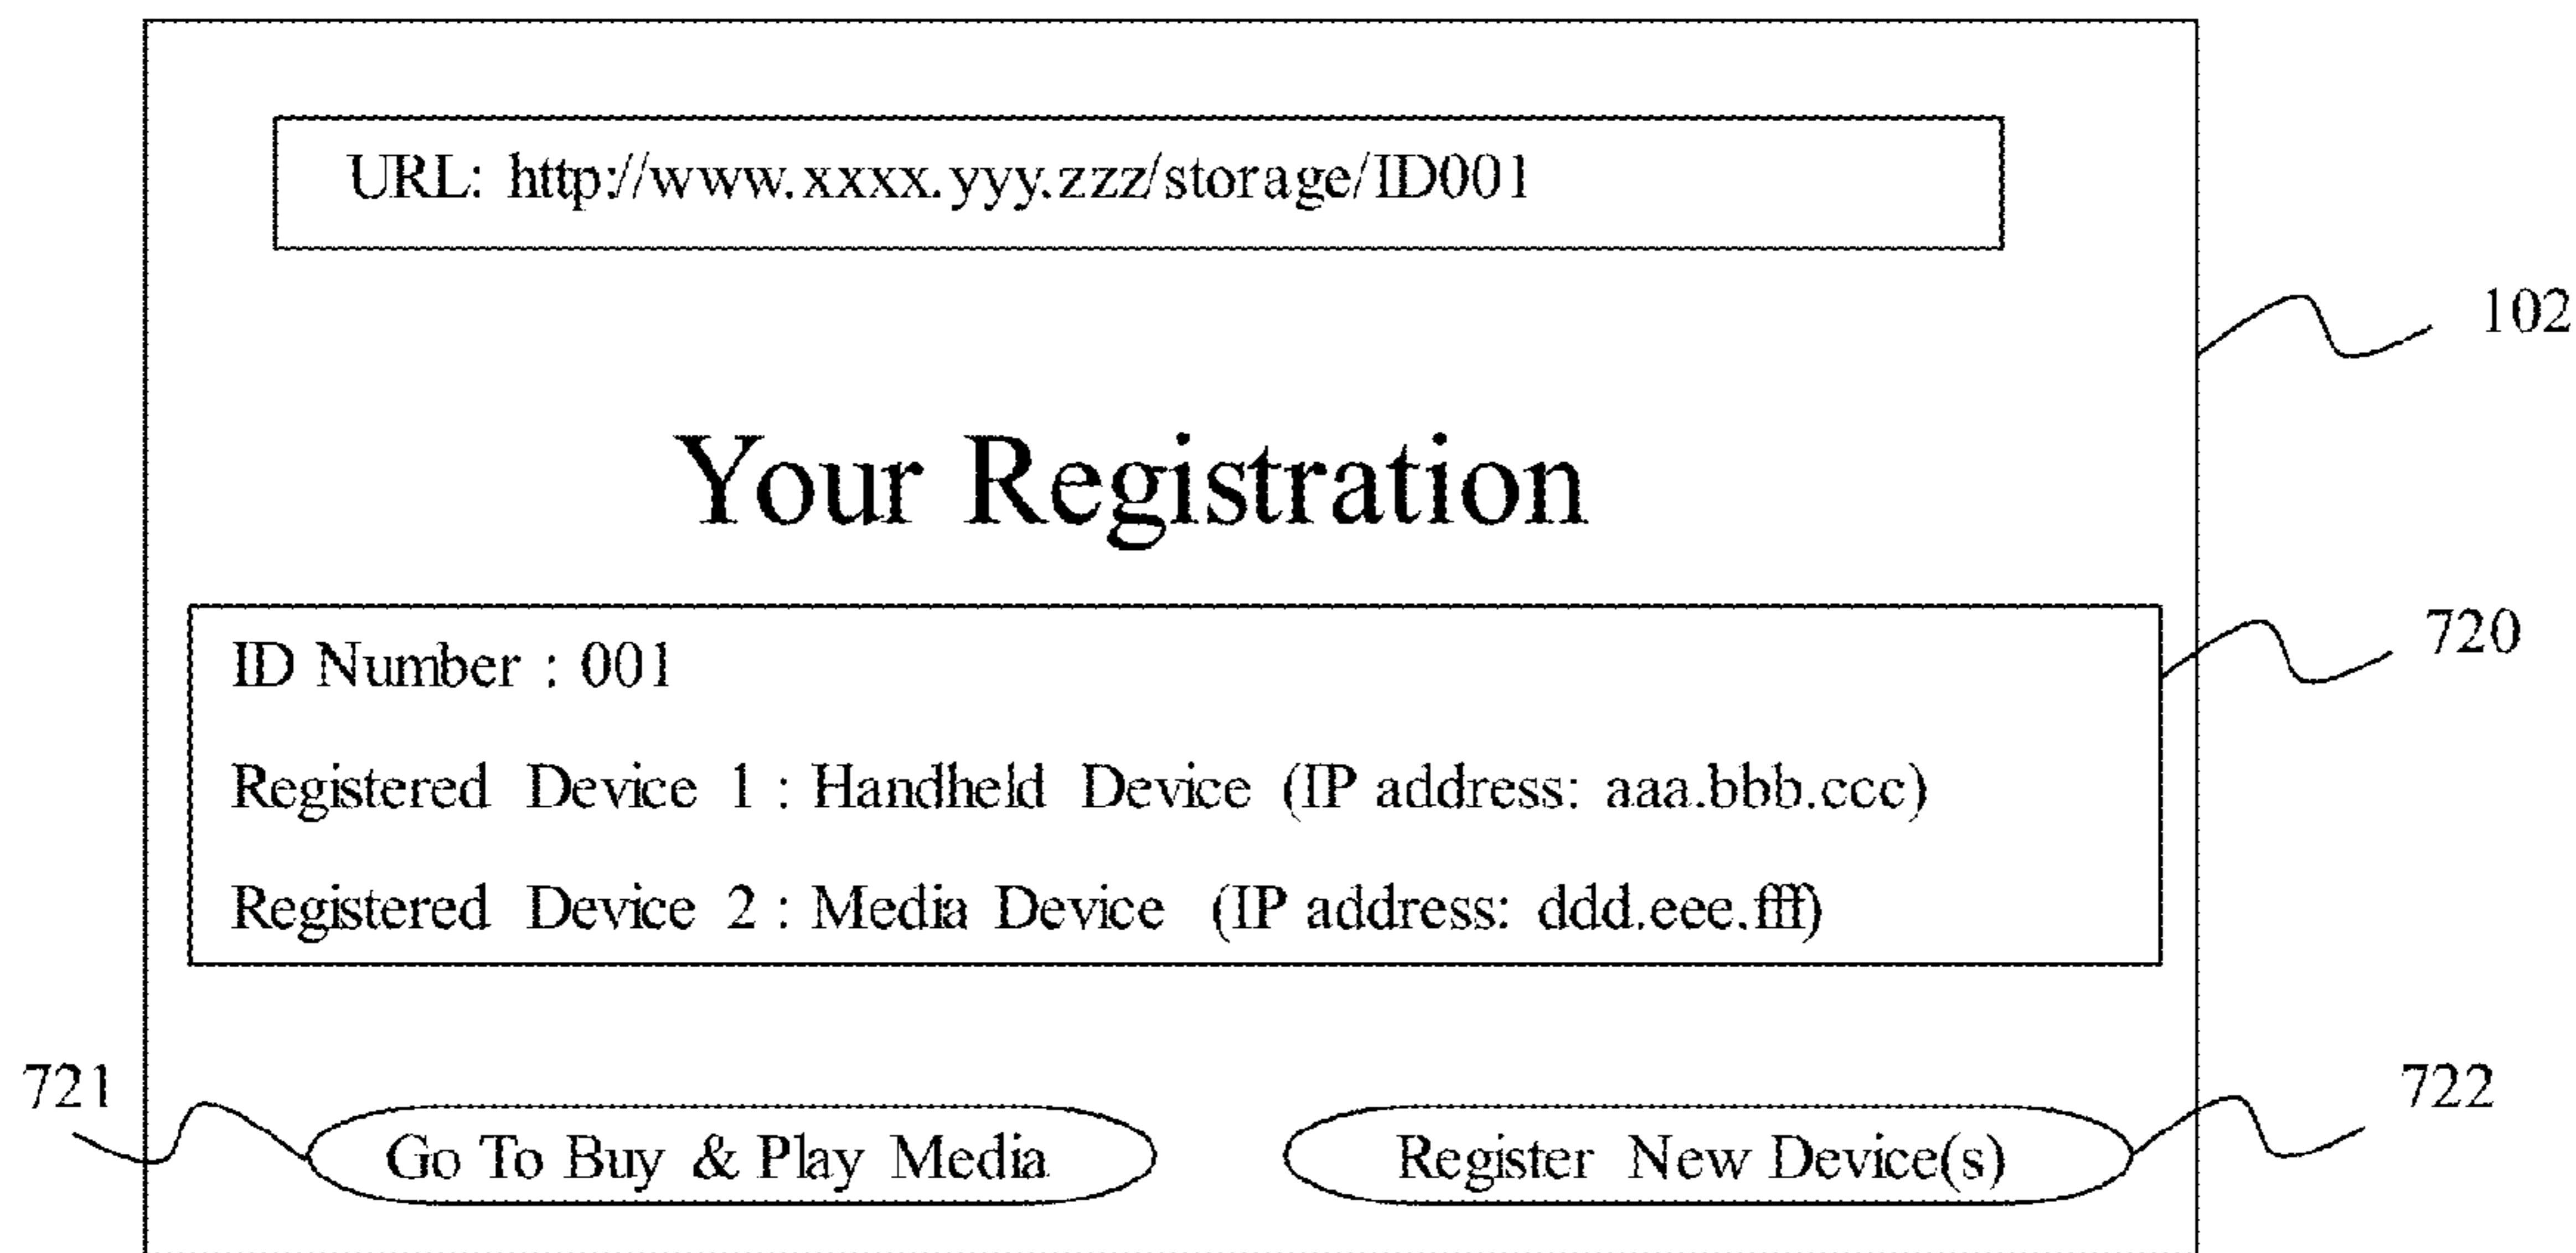 URL: http://www.xxxx.yyy.zzz/storage/ID001
102
Your Registration
720
ID Number : 001
Registered Device 1 : Handheld Device (IP address: aaa.bbb.ccc)
Registered Device 2 : Media Device (IP address: ddd.eee.fff)
721
722
Go To Buy & Play Media
Register New Device(s)